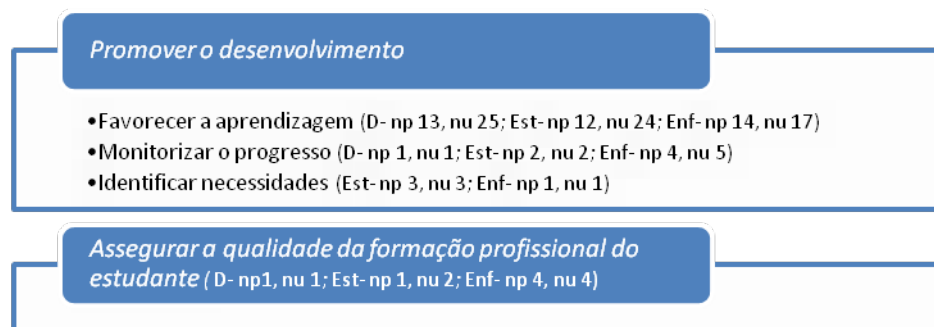 Promover o desenvolvimento
•Favorecer a aprendizagem (D- np 13, nu 25; Est- np 12, nu 24; Enf- np 14, nu 17)
•Monitorizar o progresso (D- np 1, nu 1; Est- np 2, nu 2; Enf- np 4, nu 5)
•Identificar necessidades (Est- np 3, nu 3; Enf- np 1, nu 1)
Assegurar a qualidade da formação profissional do
estudante ( D- np1, nu 1; Est- np 1, nu 2; Enf- np 4, nu 4)